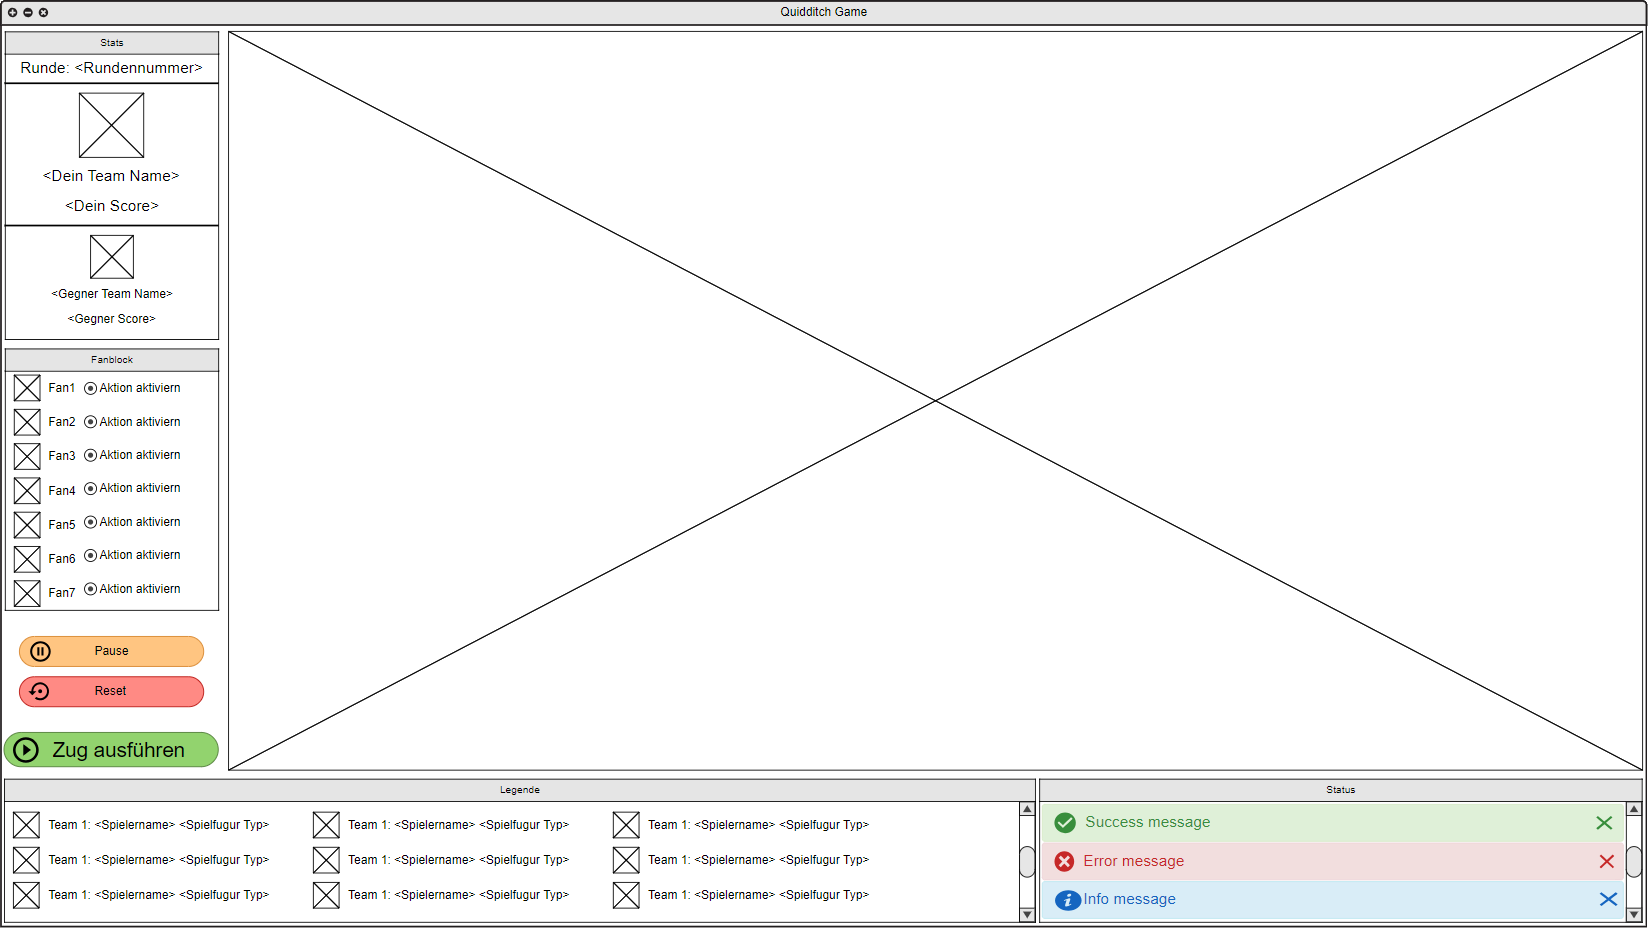 Quidditch Game
Stats
Runde: <Rundennummer>
<Dein Team Name>
<Dein Score>
<Gegner Team Name>
<Gegner Score>
Fanblock
Fan1 Aktion aktiviern
Fan2 Aktion aktiviern
Fan3 Aktion aktiviern
Fan4 Aktion aktiviern
Fan5 Aktion aktiviern
Fan6 Aktion aktiviern
Fan7 Aktion aktiviern
Pause
Reset
Zug ausführen
Legende
Team 1: <Spielername> <Spielfugur Typ> Team 1: <Spielername> <Spielfugur Typ> Team 1: <Spielername> <Spielfugur Typ>
Team 1: <Spielername> <Spielfugur Typ> Team 1: <Spielername> <Spielfugur Typ> Team 1: <Spielername> <Spielfugur Typ>
Team 1: <Spielername> <Spielfugur Typ> Team 1: <Spielername> <Spielfugur Typ> Team 1: <Spielername> <Spielfugur Typ>
Status
Success message
Error message
Info message